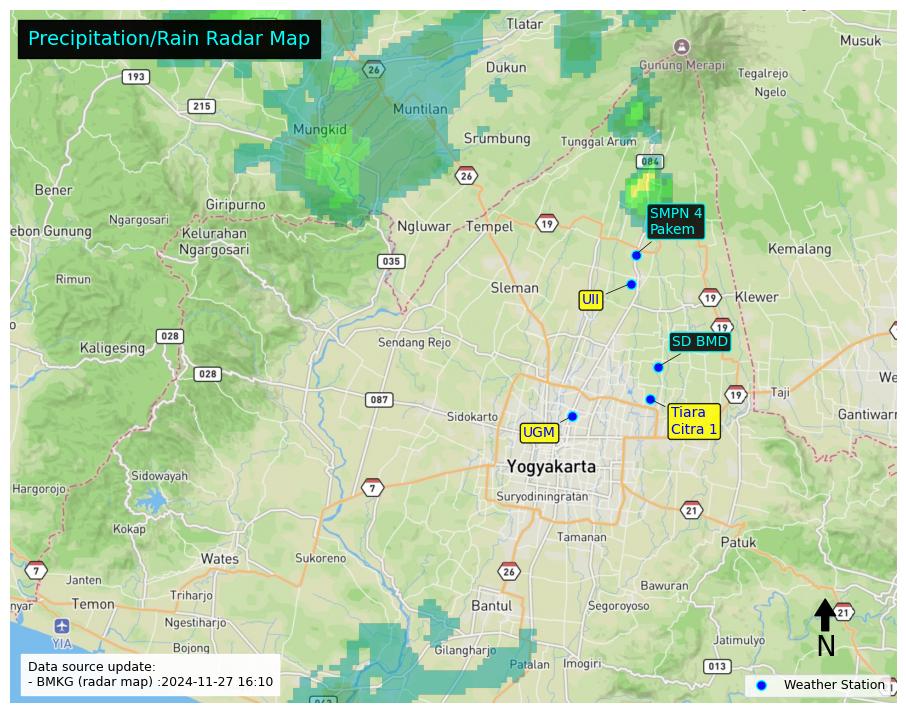 Precipitation/Rain Radar Map
Tlatar
Musuk
26
Dukun
Gunung Merapi
193
Tegalrejo
Ngelo
215
Muntilan
Mungkid
Srumbung
Tunggal Arum
084
26
Bener
Giripurno
SMPN 4
Pakem
Ngargosari
ebon Gunung
Kelurahan
Ngargosari
Ngluwar
Tempel
19
Kemalang
035
Rimun
Sleman
UII
19
Klewer
19
028
Kaligesing
Sendang Rejo
SD BMD
028
We
087
19
Taji
Sidokarto
Tiara
Citra 1
Gantiwarn
UGM
Yogyakarta
Sidowayah
Hargorojo
7
Suryodiningratan
21
Kokap
Tamanan
Patuk
Wates
Sukoreno
7
26
Janten
Bawuran
nyar
Temon
Triharjo
Bantul
Segoroyoso
21
Ngestiharjo
YIA
N
Jatimulyo
Bojong
Gilangharjo
Patalan
Imogiri
013
Data source update:
- BMKG (radar map) :2024-11-27 16:10
Weather Station